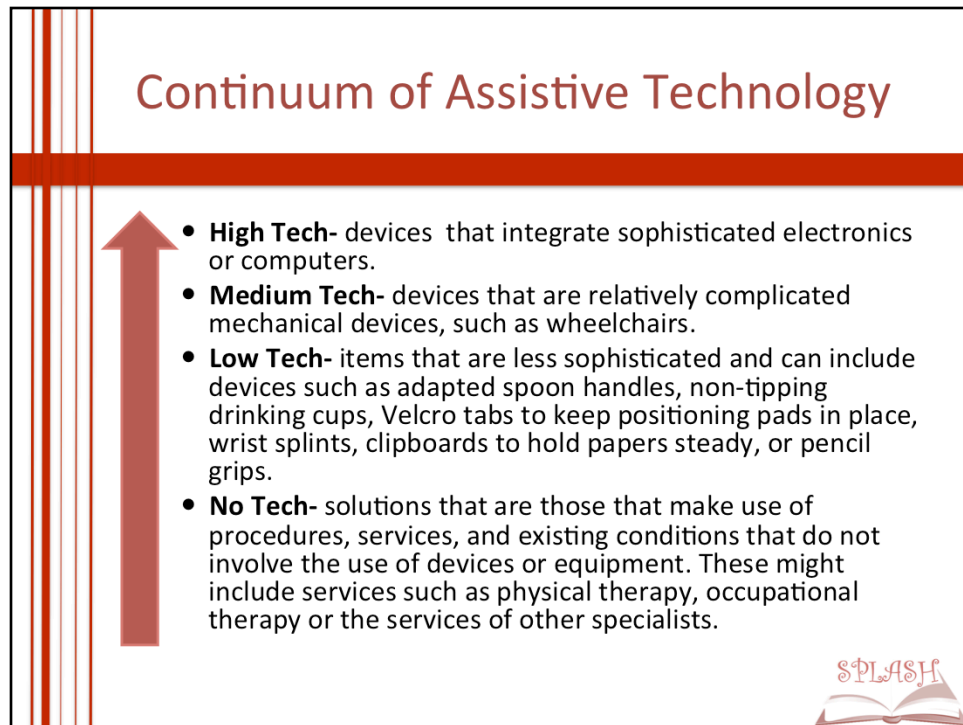 Continuum of Assistive Technology
• High Tech- devices  that integrate sophisticated electronics
or computers.
• Medium Tech- devices that are relatively complicated
mechanical devices, such as wheelchairs.
• Low Tech- items that are less sophisticated and can include
devices such as adapted spoon handles, non-tipping
drinking cups, Velcro tabs to keep positioning pads in place,
wrist splints, clipboards to hold papers steady, or pencil
grips.
• No Tech- solutions that are those that make use of
procedures, services, and existing conditions that do not
involve the use of devices or equipment. These might
include services such as physical therapy, occupational
therapy or the services of other specialists.
SPLASH